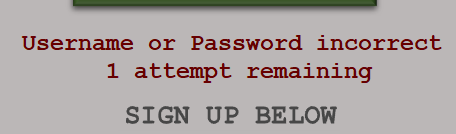 Username or Password incorrect
1 attempt remaining
SIGN UP BELOW